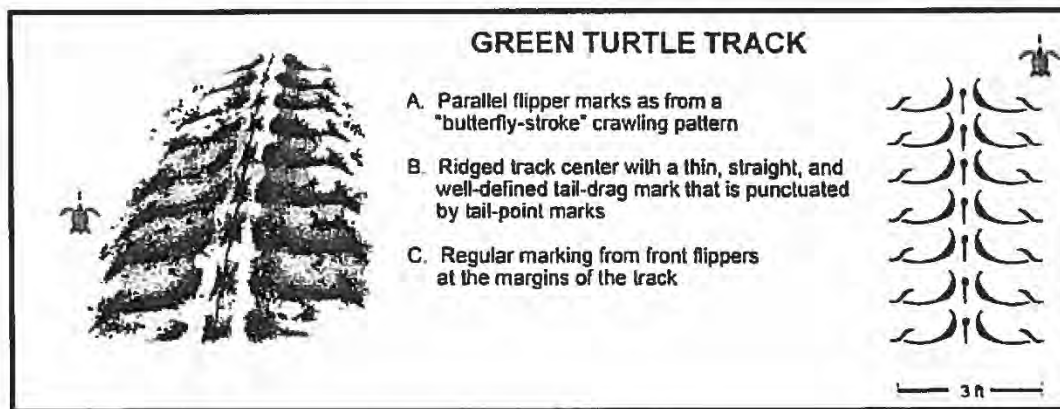 GREEN TURTLE TRACK
A. Parallel flipper marks as from a
"butterfly-stroke" crawling pattern
B. Ridged track center with a thin, straight, and
well-defined tail-drag mark that is punctuated
by tail-point marks
C. Regular marking from front flippers
at the margins of the track
3 ft